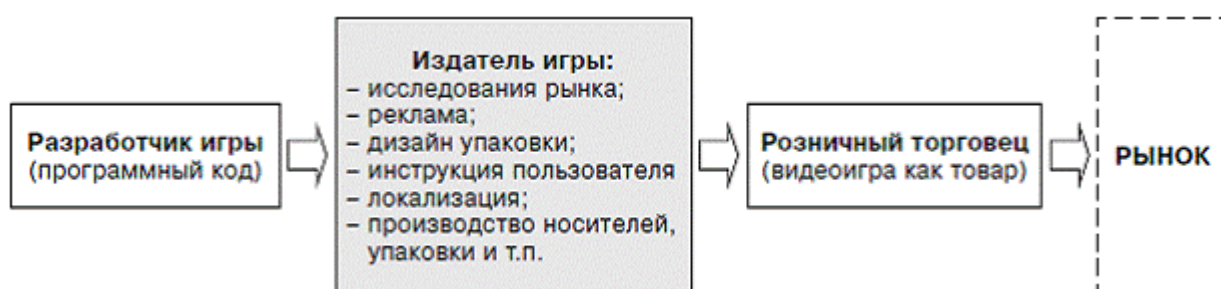 Разработчик игры
(программный код)
Издатель игры:
– исследования рынка;
– реклама;
– дизайн упаковки;
– инструкция пользователя
– локализация;
– производство носителей,
упаковки и т.п.
Розничный торговец
(видеоигра как товар)
РЫНОК